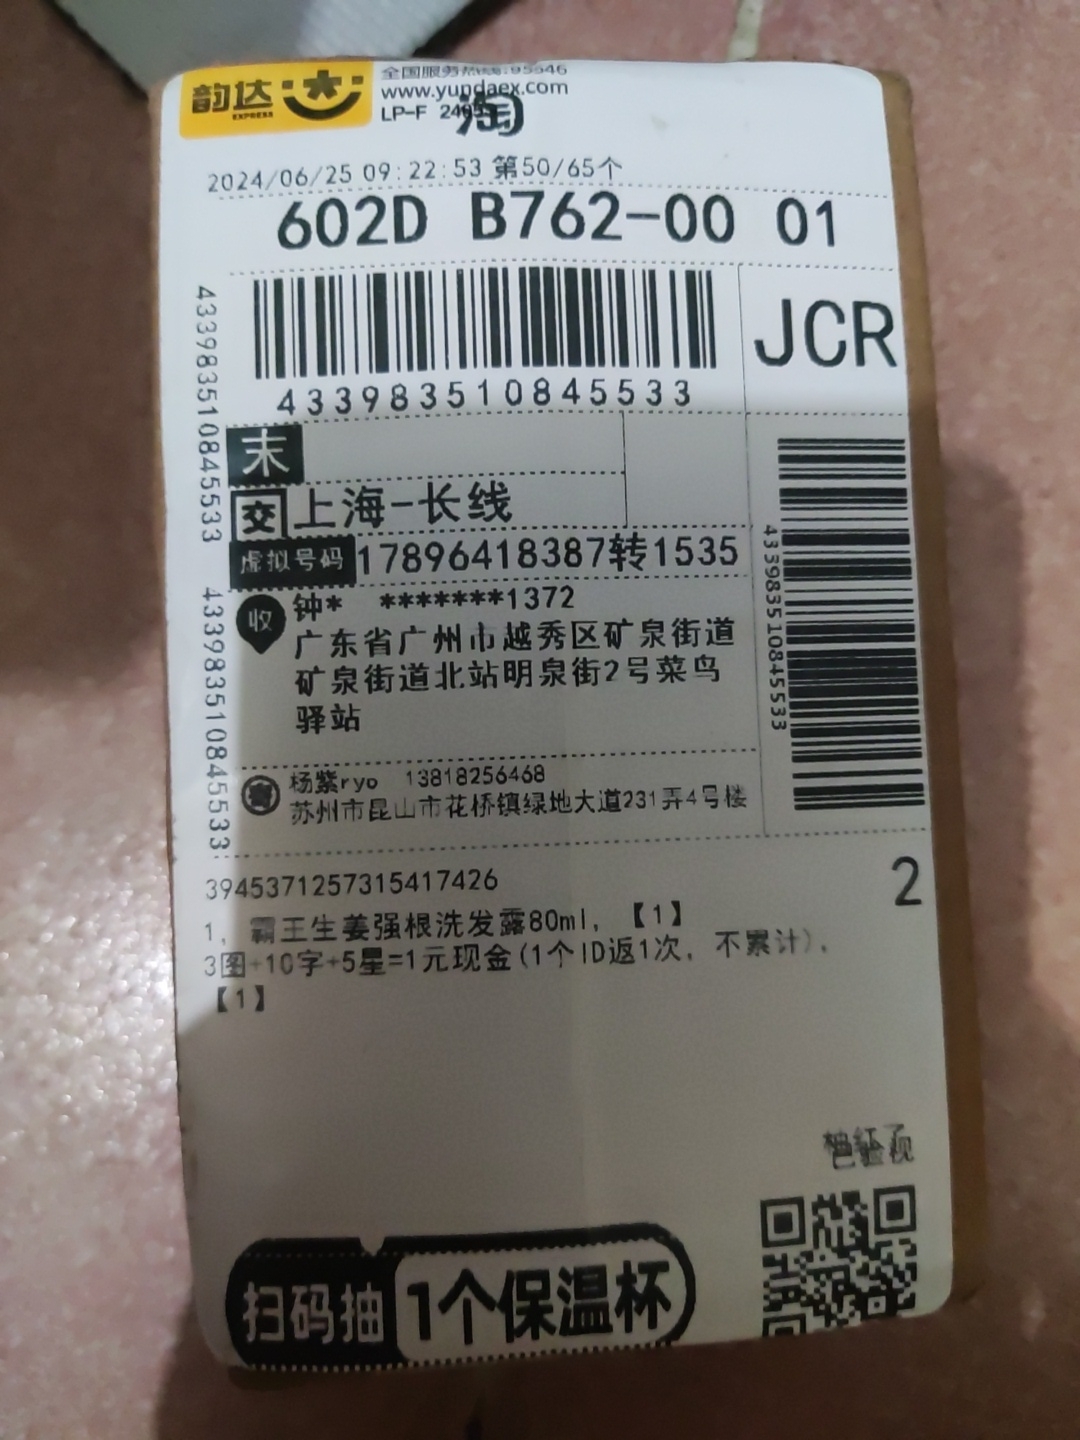 韵达
EXPRESS
全国服务热线:95546
www.yundaex.com
LP-F
淘
2024/06/25 09:22:53 第50/65个
602D B762-00 01
JCR
433983510845533
末
交 上海-长线
虚拟号码 17896418387转1535
收 钟* *******1372
广东省广州市越秀区矿泉街道
矿泉街道北站明泉街2号菜鸟
驿站
寄 杨紫ryo 13818256468
苏州市昆山市花桥镇绿地大道231弄4号楼
433983510845533
433983510845533
433983510845533
3945371257315417426
2
1, 霸王生姜强根洗发露80ml, 【1】
3图+10字+5星=1元现金(1个ID返1次, 不累计),
【1】
扫码抽 1个保温杯